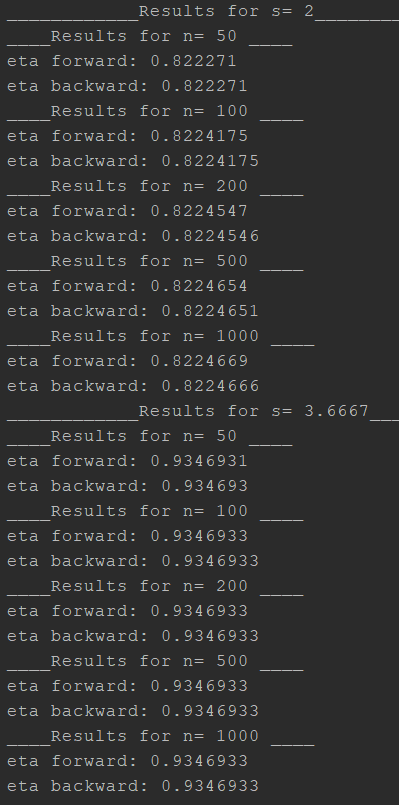 ____________Results for s= 2________
____Results for n= 50 ____
eta forward: 0.822271
eta backward: 0.822271
____Results for n= 100 ____
eta forward: 0.8224175
eta backward: 0.8224175
____Results for n= 200 ____
eta forward: 0.8224547
eta backward: 0.8224546
____Results for n= 500 ____
eta forward: 0.8224654
eta backward: 0.8224651
____Results for n= 1000 ____
eta forward: 0.8224669
eta backward: 0.8224666
____________Results for s= 3.6667___
____Results for n= 50 ____
eta forward: 0.9346931
eta backward: 0.934693
____Results for n= 100 ____
eta forward: 0.9346933
eta backward: 0.9346933
____Results for n= 200 ____
eta forward: 0.9346933
eta backward: 0.9346933
____Results for n= 500 ____
eta forward: 0.9346933
eta backward: 0.9346933
____Results for n= 1000 ____
eta forward: 0.9346933
eta backward: 0.9346933